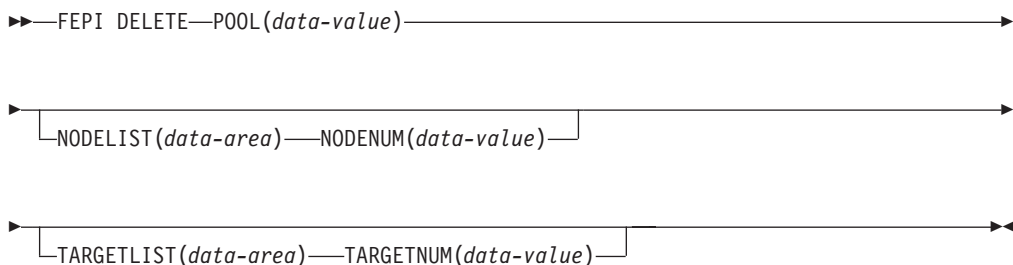 FEPI DELETE POOL(data-value)
NODELIST(data-area) NODENUM(data-value)
TARGETLIST(data-area) TARGETNUM(data-value)